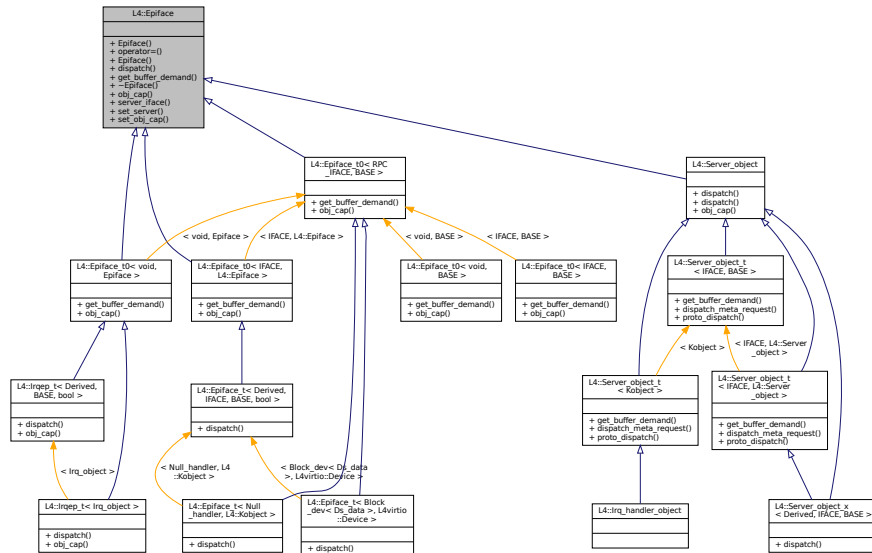 L4::Epiface
+ Epiface()
+ operator=()
+ Epiface()
+ dispatch()
+ get_buffer_demand()
+ ~Epiface()
+ obj_cap()
+ server_iface()
+ set_server()
+ set_obj_cap()
L4::Epiface_t0< RPC
_IFACE, BASE >
+ get_buffer_demand()
+ obj_cap()
L4::Server_object
+ dispatch()
+ dispatch()
+ obj_cap()
< void, Epiface >
< IFACE, L4::Epiface >
< void, BASE >
< IFACE, BASE >
L4::Epiface_t0< void,
Epiface >
+ get_buffer_demand()
+ obj_cap()
L4::Epiface_t0< IFACE,
L4::Epiface >
+ get_buffer_demand()
+ obj_cap()
L4::Epiface_t0< void,
BASE >
+ get_buffer_demand()
+ obj_cap()
L4::Epiface_t0< IFACE,
BASE >
+ get_buffer_demand()
+ obj_cap()
L4::Server_object_t
< IFACE, BASE >
+ get_buffer_demand()
+ dispatch_meta_request()
+ proto_dispatch()
< Kobject >
< IFACE, L4::Server
_object >
L4::Irqep_t< Derived,
BASE, bool >
+ dispatch()
+ obj_cap()
L4::Epiface_t< Derived,
IFACE, BASE, bool >
+ dispatch()
L4::Server_object_t
< Kobject >
+ get_buffer_demand()
+ dispatch_meta_request()
+ proto_dispatch()
L4::Server_object_t
< IFACE, L4::Server
_object >
+ get_buffer_demand()
+ dispatch_meta_request()
+ proto_dispatch()
< Irq_object >
< Null_handler, L4
::Kobject >
< Block_dev< Ds_data
>, L4virtio::Device >
L4::Irqep_t< Irq_object >
+ dispatch()
+ obj_cap()
L4::Epiface_t< Null
_handler, L4::Kobject >
+ dispatch()
L4::Epiface_t< Block
_dev< Ds_data >, L4virtio
::Device >
+ dispatch()
L4::Irq_handler_object
L4::Server_object_x
< Derived, IFACE, BASE >
+ dispatch()